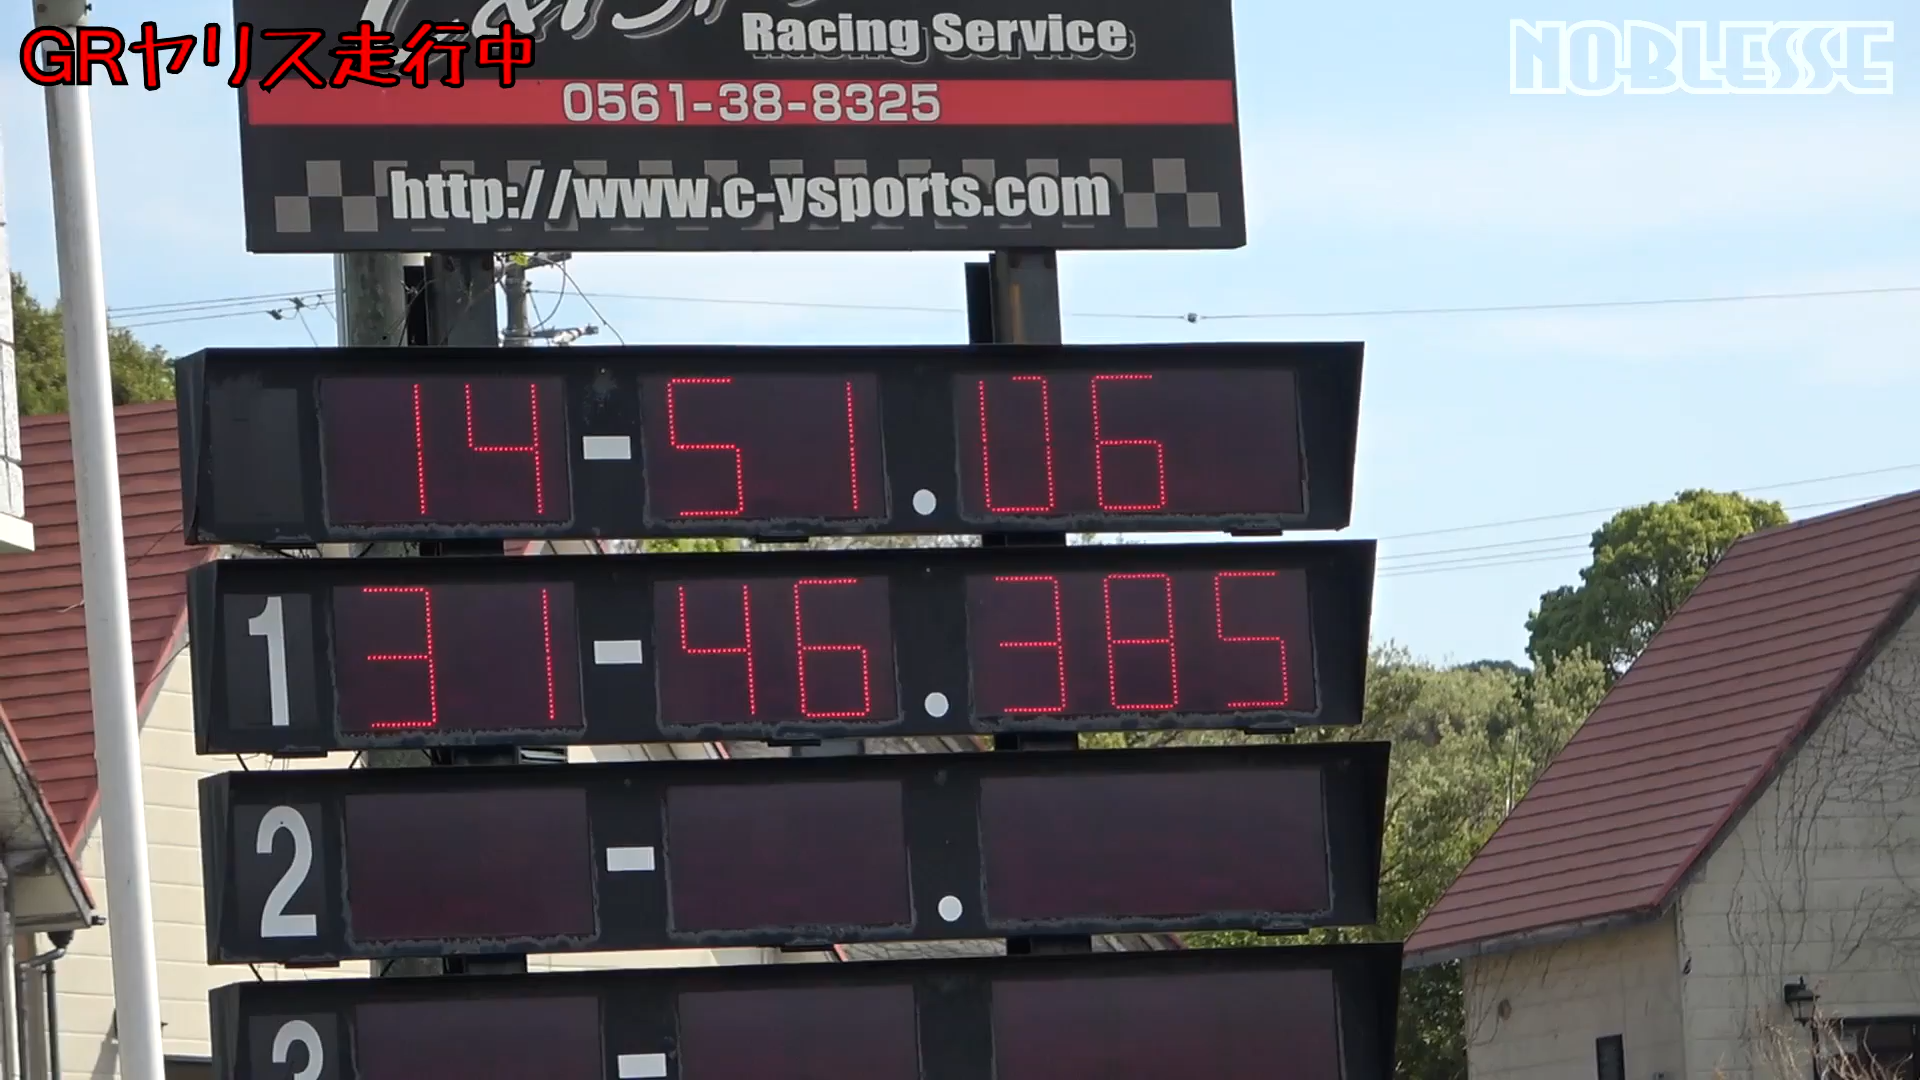 GRヤリス走行中
NOBLESSE
Racing Service
0561-38-8325
http://www.c-ysports.com
14-51.06
1 31-46.385
2 - .
3 -